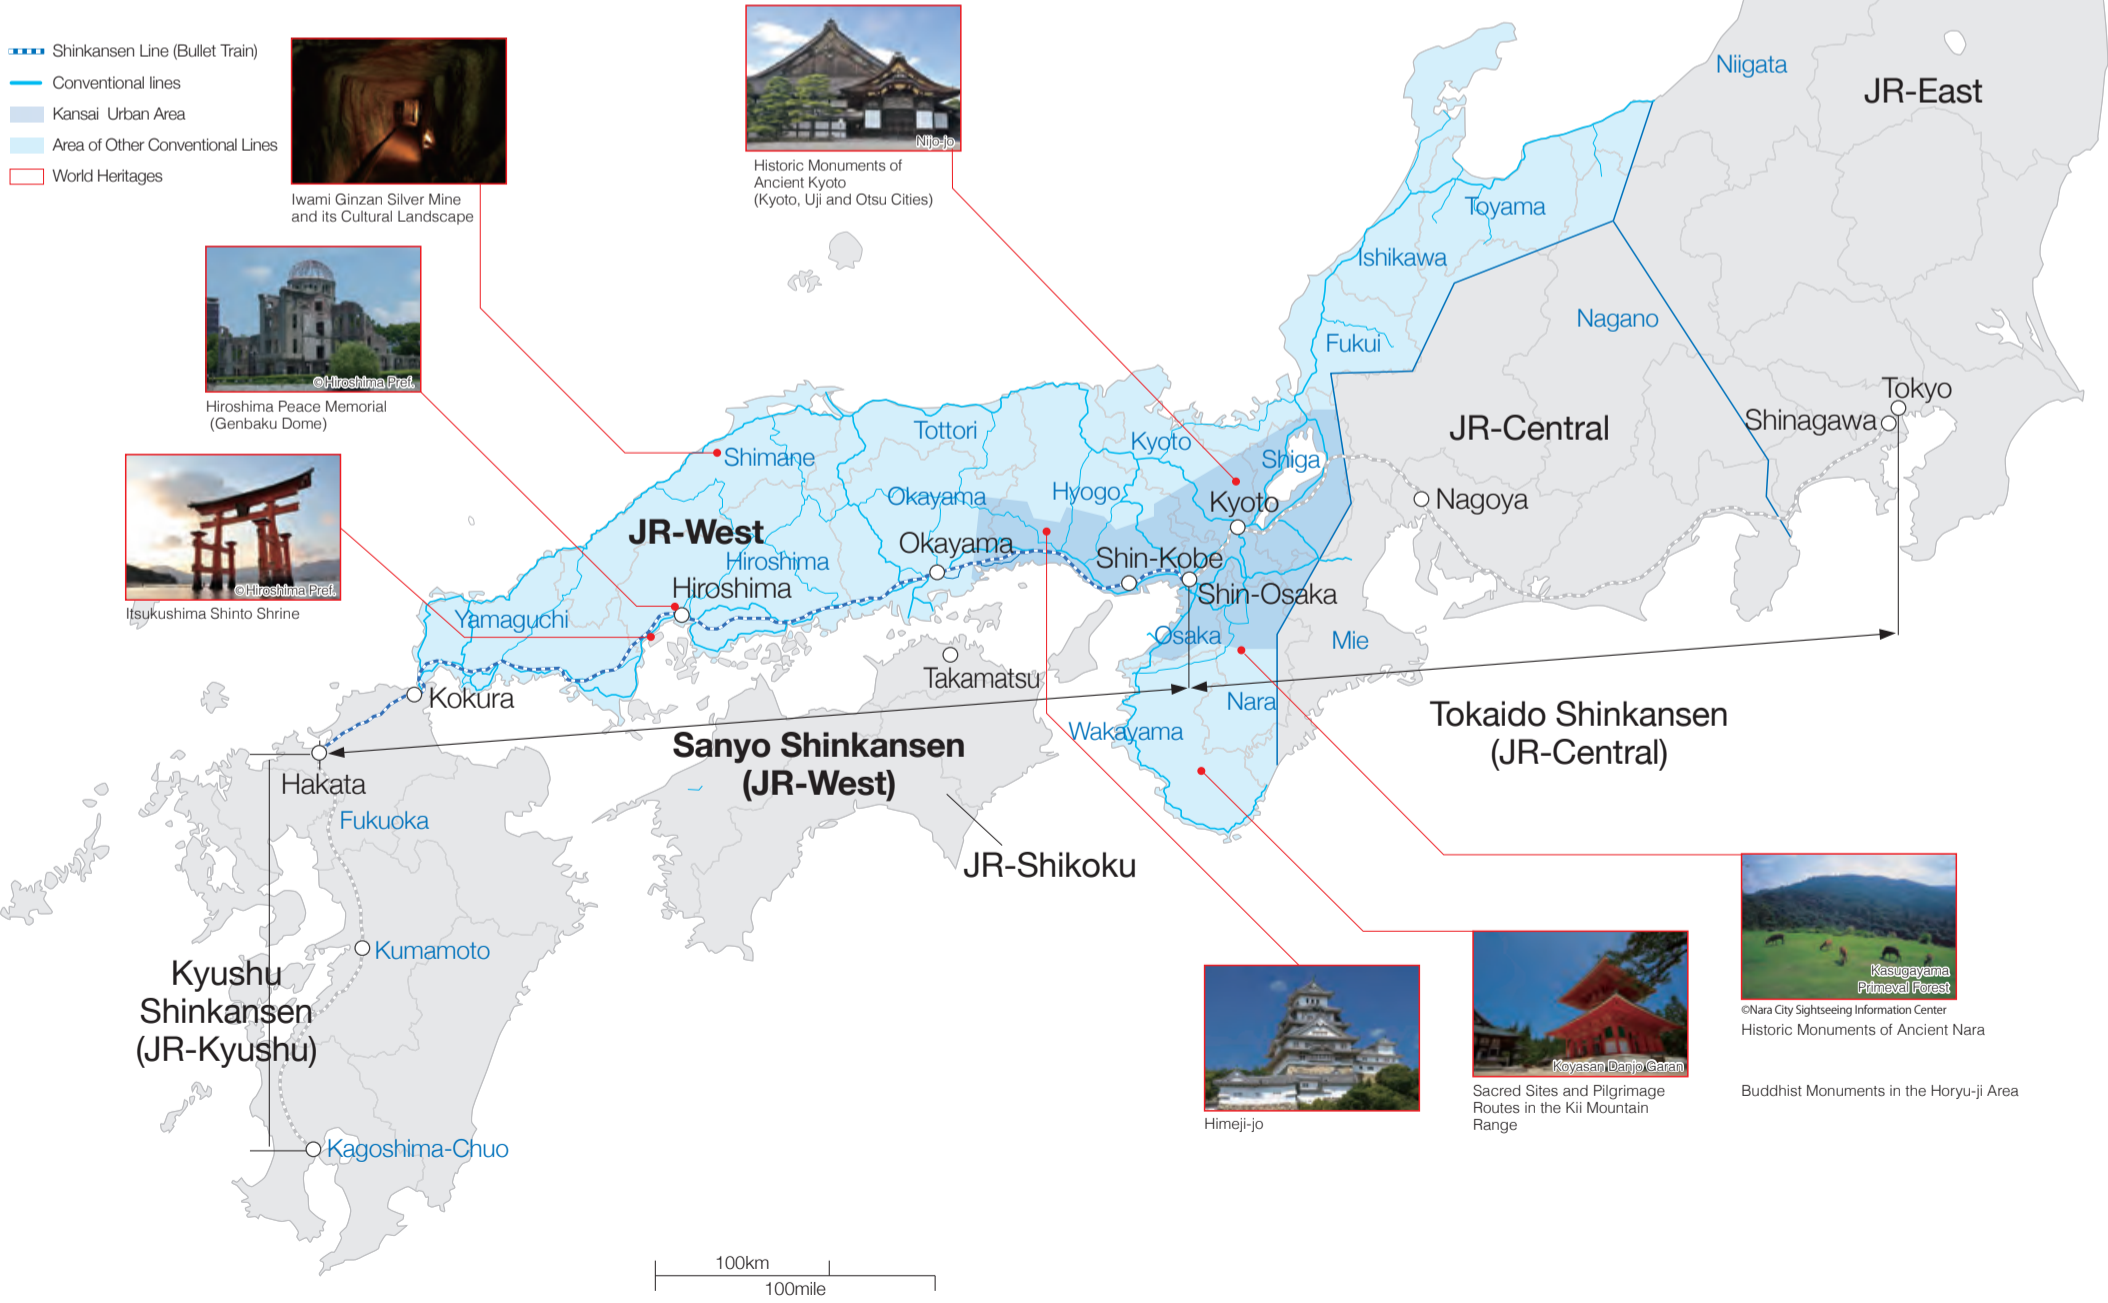 Shinkansen Line (Bullet Train)
Conventional lines
Kansai Urban Area
Area of Other Conventional Lines
World Heritages
Iwami Ginzan Silver Mine
and its Cultural Landscape
©Hiroshima Pref.
Hiroshima Peace Memorial
(Genbaku Dome)
©Hiroshima Pref.
Itsukushima Shinto Shrine
Nijo-jo
Historic Monuments of
Ancient Kyoto
(Kyoto, Uji and Otsu Cities)
Niigata
JR-East
Toyama
Ishikawa
Nagano
Fukui
Tokyo
Shinagawa
JR-Central
Nagoya
Tottori
Kyoto
Shiga
Shimane
Okayama
Hyogo
Kyoto
JR-West
Hiroshima
Okayama
Shin-Kobe
Shin-Osaka
Hiroshima
Yamaguchi
Osaka
Mie
Takamatsu
Kokura
Nara
Wakayama
Tokaido Shinkansen
(JR-Central)
Sanyo Shinkansen
(JR-West)
Hakata
Fukuoka
JR-Shikoku
Kumamoto
Kyushu
Shinkansen
(JR-Kyushu)
Kagoshima-Chuo
Himeji-jo
Koyasan Danjo Garan
Sacred Sites and Pilgrimage
Routes in the Kii Mountain
Range
Kasugayama
Primeval Forest
©Nara City Sightseeing Information Center
Historic Monuments of Ancient Nara
Buddhist Monuments in the Horyu-ji Area
100km
100mile